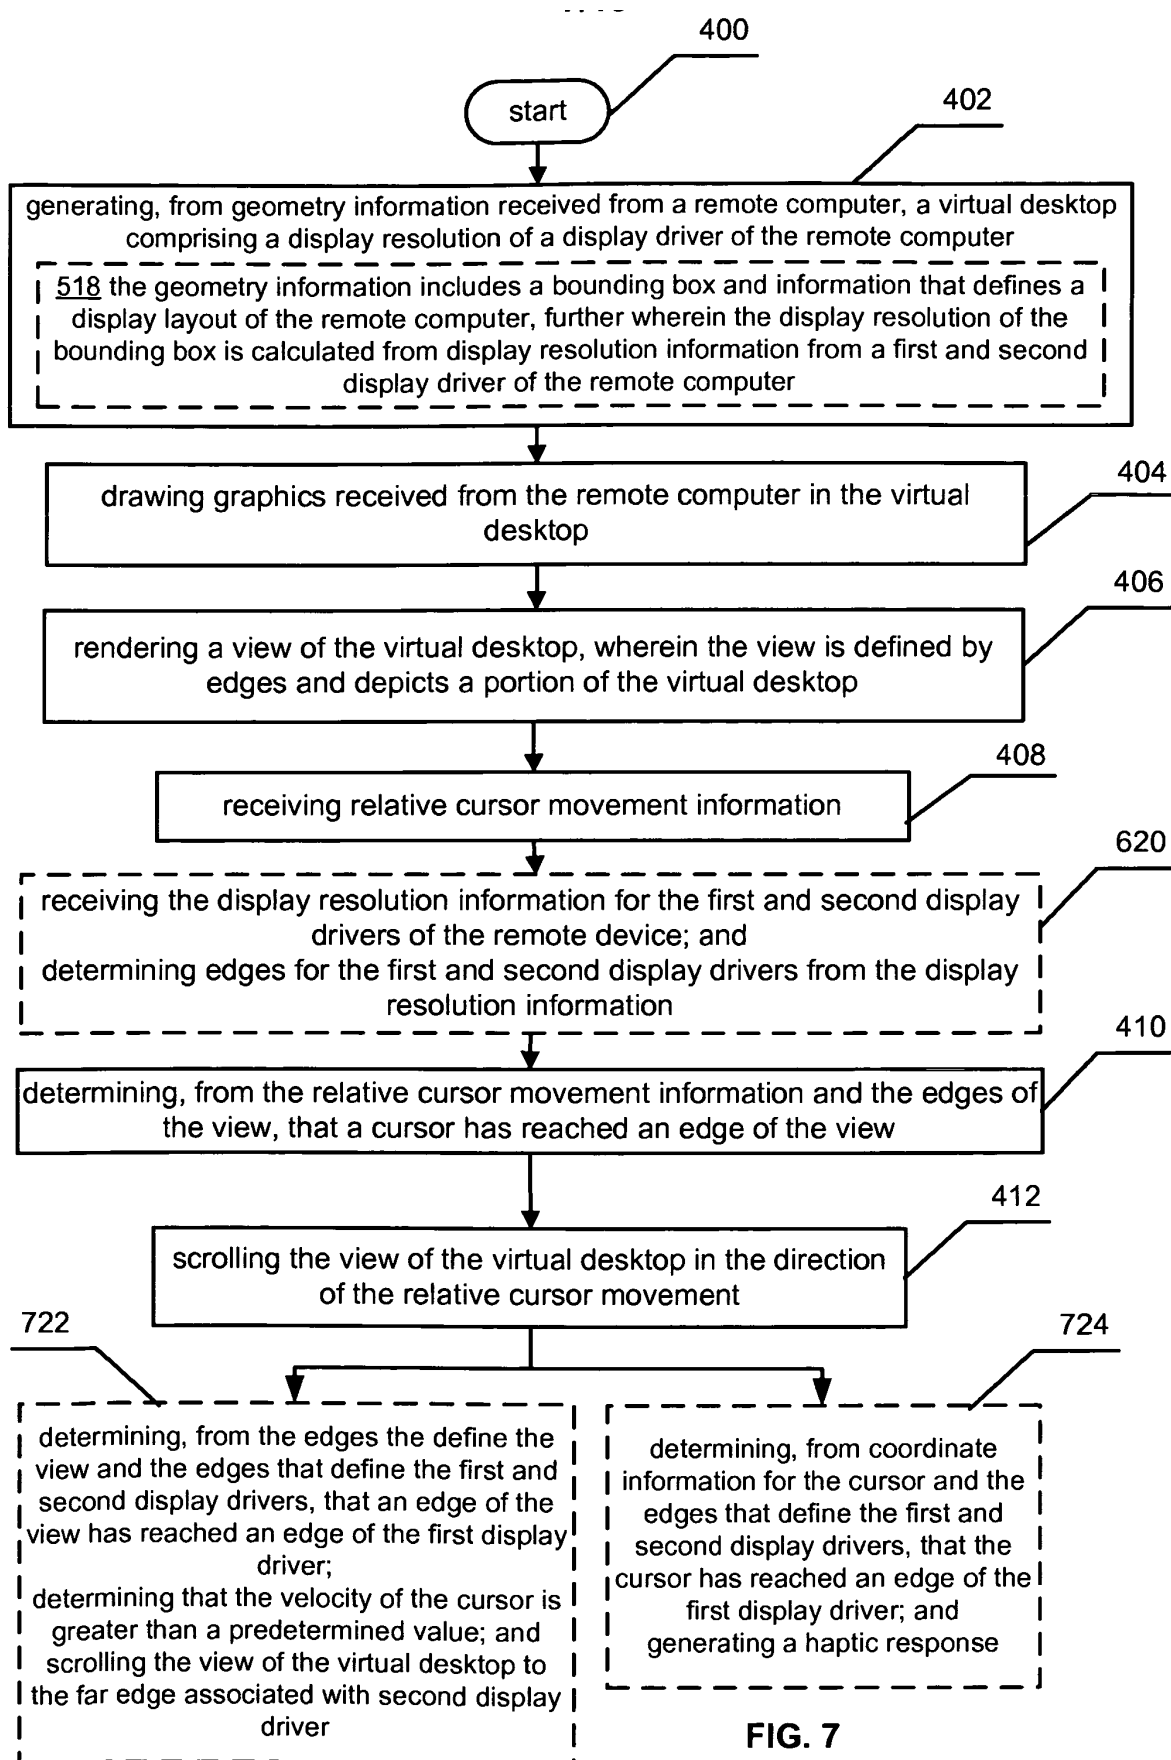 400
start
402
generating, from geometry information received from a remote computer, a virtual desktop
comprising a display resolution of a display driver of the remote computer
518 the geometry information includes a bounding box and information that defines a
display layout of the remote computer, further wherein the display resolution of the
bounding box is calculated from display resolution information from a first and second
display driver of the remote computer
404
drawing graphics received from the remote computer in the virtual
desktop
406
rendering a view of the virtual desktop, wherein the view is defined by
edges and depicts a portion of the virtual desktop
408
receiving relative cursor movement information
620
receiving the display resolution information for the first and second display
drivers of the remote device; and
determining edges for the first and second display drivers from the display
resolution information
410
determining, from the relative cursor movement information and the edges of
the view, that a cursor has reached an edge of the view
412
scrolling the view of the virtual desktop in the direction
of the relative cursor movement
722
determining, from the edges the define the
view and the edges that define the first and
second display drivers, that an edge of the
view has reached an edge of the first display
driver;
determining that the velocity of the cursor is
greater than a predetermined value; and
scrolling the view of the virtual desktop to
the far edge associated with second display
driver
724
determining, from coordinate
information for the cursor and the
edges that define the first and
second display drivers, that the
cursor has reached an edge of the
first display driver; and
generating a haptic response
FIG. 7